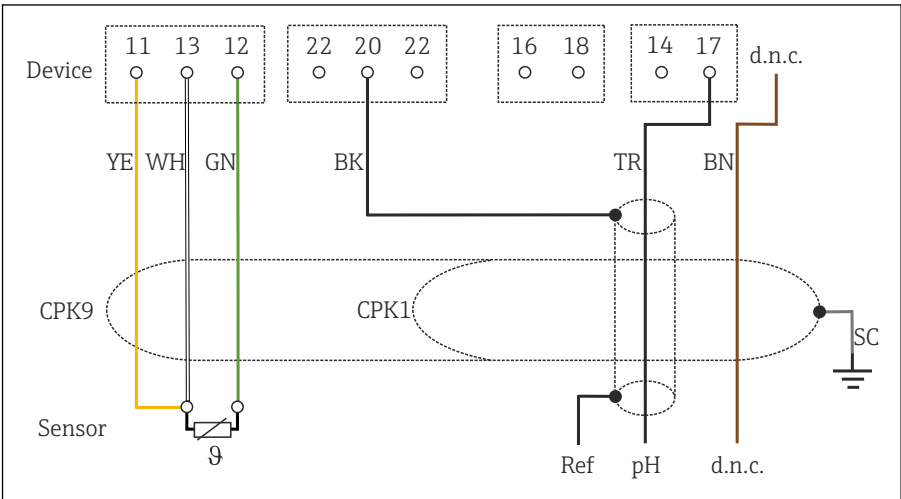 11 13 12 22 20 22 16 18 14 17 d.n.c.
Device
YE WH GN BK TR BN
CPK9 CPK1
SC
Sensor
ϑ
Ref pH d.n.c.